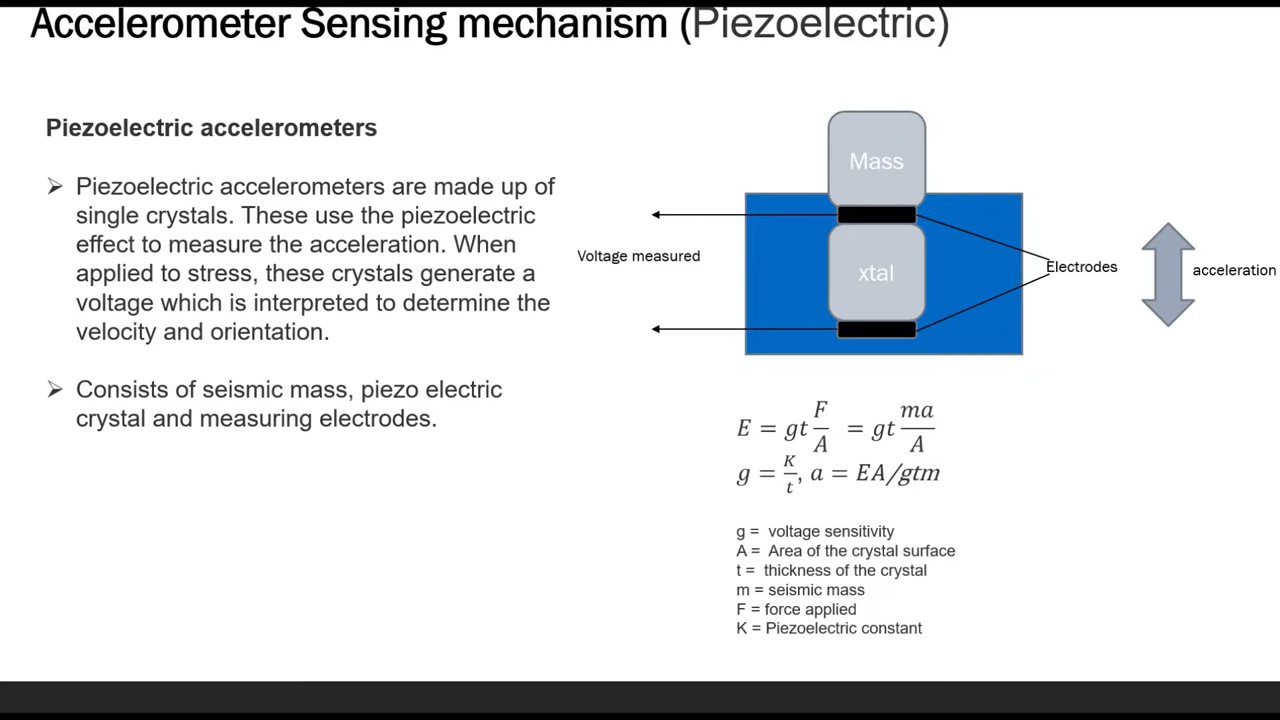 Accelerometer Sensing mechanism (Piezoelectric)
Piezoelectric accelerometers
➢ Piezoelectric accelerometers are made up of
single crystals. These use the piezoelectric
effect to measure the acceleration. When
applied to stress, these crystals generate a
voltage which is interpreted to determine the
velocity and orientation.
➢ Consists of seismic mass, piezo electric
crystal and measuring electrodes.
Mass
Voltage measured
xtal
Electrodes
acceleration
E = gt F/A = gt ma/A
g = K/t, a = EA/gtm
g = voltage sensitivity
A = Area of the crystal surface
t = thickness of the crystal
m = seismic mass
F = force applied
K = Piezoelectric constant